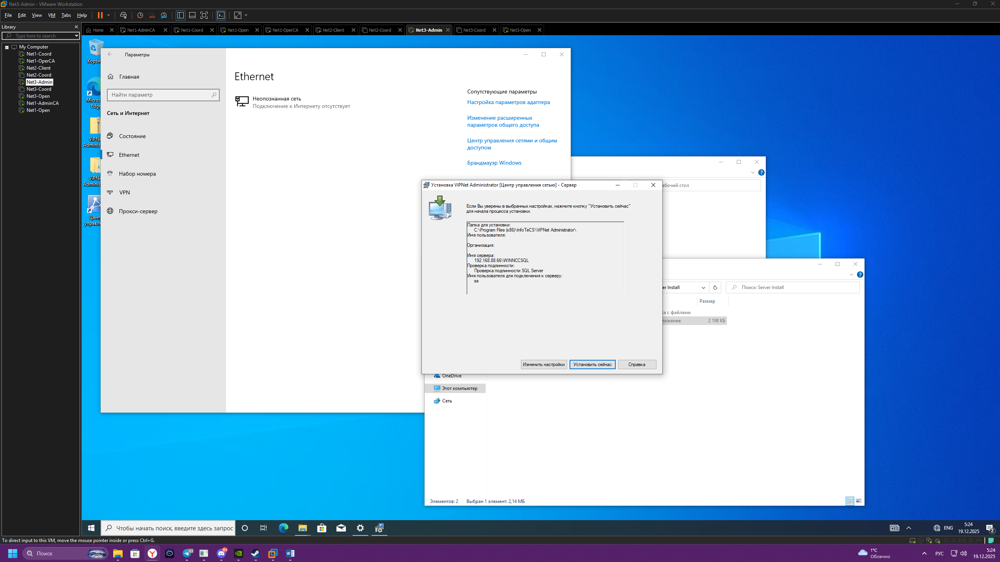 Net3-Admin - VMware Workstation
File Edit View VM Tabs Help
Library
Type here to search
My Computer
Net1-Coord
Net1-OperCA
Net2-Client
Net2-Coord
Net3-Admin
Net3-Coord
Net3-Open
Net1-AdminCA
Net1-Open
Home Net1-AdminCA Net1-Coord Net1-Open Net1-OperCA Net2-Client Net2-Coord Net3-Admin Net3-Coord Net3-Open
Корзи
Micros
Edge
ViPNe
Adminis
ViPNe
Adminis
Цент
управле
Параметры
Главная
Найти параметр
Сеть и Интернет
Состояние
Ethernet
Набор номера
VPN
Прокси-сервер
Ethernet
Неопознанная сеть
Подключение к Интернету отсутствует
Сопутствующие параметры
Настройка параметров адаптера
Изменение расширенных
параметров общего доступа
Центр управления сетями и общим
доступом
Брандмауэр Windows
абочий стол
Установка ViPNet Administrator [Центр управления сетью] - Сервер
Если Вы уверены в выбранных настройках, нажмите кнопку "Установить сейчас"
для начала процесса установки.
Папка для установки:
C:\Program Files (x86)\InfoTeCS\ViPNet Administrator\
Имя пользователя:
Организация:
Имя сервера:
192.168.88.66\WINNCCSQL
Проверка подлинности:
Проверка подлинности SQL Server
Имя пользователя для подключения к серверу:
sa
Изменить настройки Установить сейчас Справка
er Install
Поиск: Server Install
Размер
ка с файлами
ложение 2 198 КБ
OneDrive
Этот компьютер
Сеть
Элементов: 2 Выбран 1 элемент: 2,14 МБ
Чтобы начать поиск, введите здесь запрос
ENG
5:24
19.12.2025
2
To direct input to this VM, move the mouse pointer inside or press Ctrl+G.
Поиск
83
9+
1°C
Облачно
РУС
5:24
19.12.2025